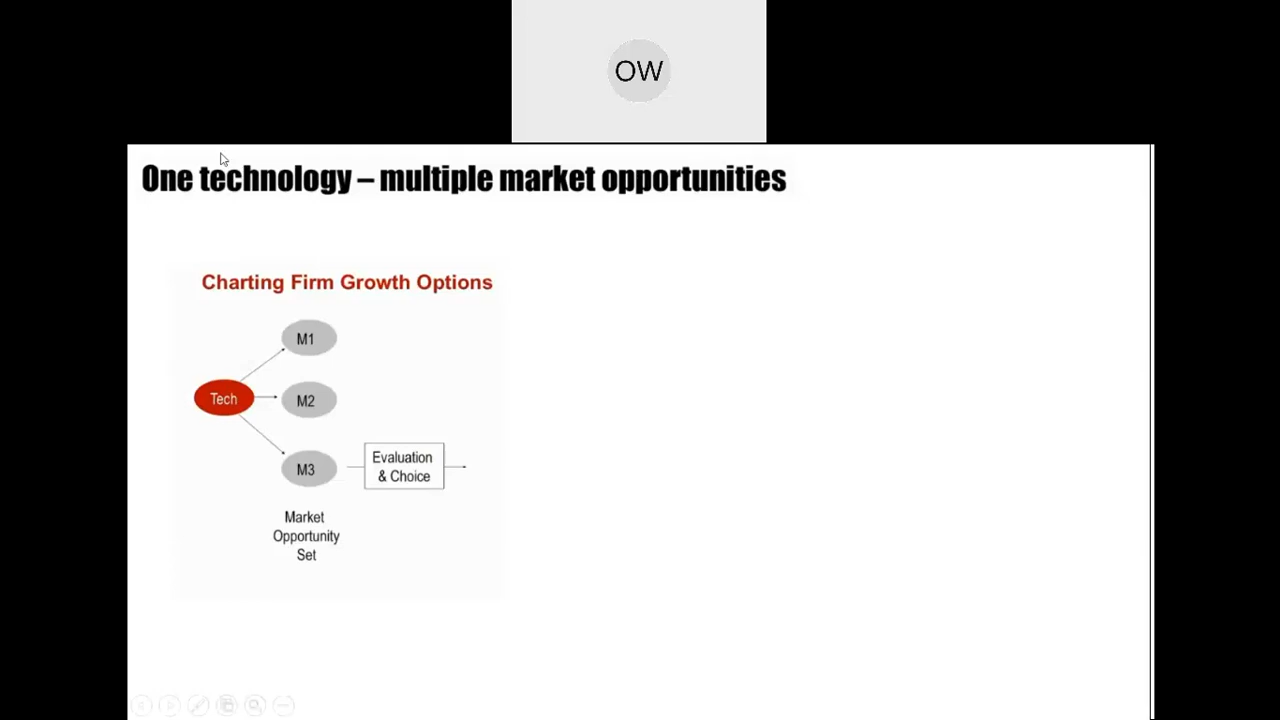 OW
One technology – multiple market opportunities
Charting Firm Growth Options
M1
Tech
M2
M3
Evaluation
& Choice
Market
Opportunity
Set